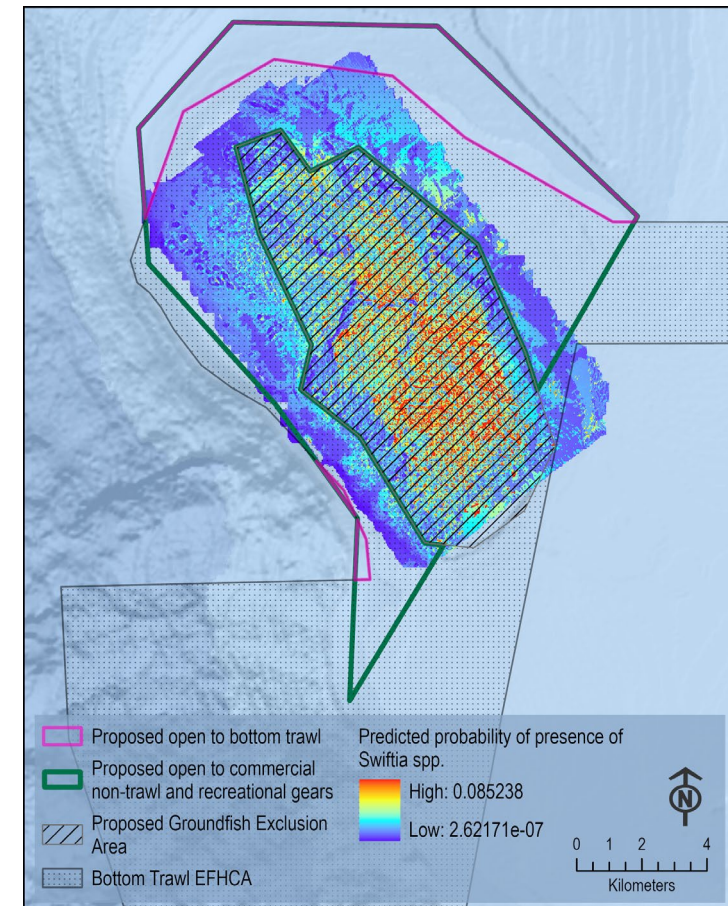 Proposed open to bottom trawl
Proposed open to commercial
non-trawl and recreational gears
Proposed Groundfish Exclusion
Area
Bottom Trawl EFHCA
Predicted probability of presence of
Swiftia spp.
High: 0.085238
Low: 2.62171e-07
N
0 1 2 4
Kilometers